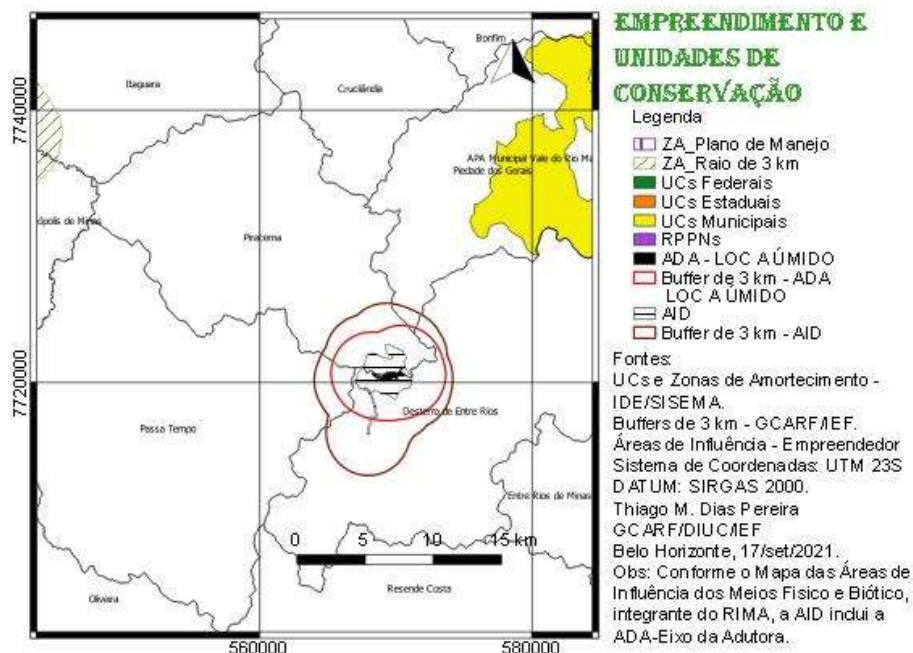 EMPREENDIMENTO E
UNIDADES DE
CONSERVAÇÃO
Legenda
ZA_Plano de Manejo
ZA_Raio de 3 km
UCs Federais
UCs Estaduais
UCs Municipais
RPPNs
ADA - LOC A ÚMIDO
Buffer de 3 km - ADA
LOC A ÚMIDO
AID
Buffer de 3 km - AID
Fontes:
UCs e Zonas de Amortecimento -
IDE/SISEMA.
Buffers de 3 km - GCARF/IEF.
Áreas de Influência - Empreendedor
Sistema de Coordenadas: UTM 23S
DATUM: SIRGAS 2000.
Thiago M. Dias Pereira
GCARF/DIUC/IEF
Belo Horizonte, 17/set/2021.
Obs: Conforme o Mapa das Áreas de
Influência dos Meios Fisico e Biótico,
integrante do RIMA, a AID inclui a
ADA-Eixo da Adutora.
Bonfim
Itaguara
Crucilândia
7740000
APA Municipal Vale do Rio Ma
Piedade dos Gerais
ópolis de Minas
Piracema
7720000
Desterro de Entre Rios
Passa Tempo
Entre Rios de Minas
0 5 10 15 km
Resende Costa
Oliveira
560000 580000